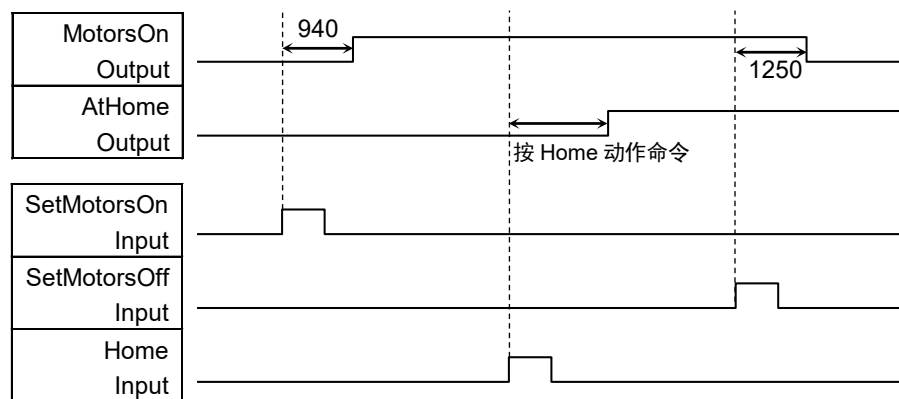 MotorsOn
Output
940
1250
AtHome
Output
按 Home 动作命令
SetMotorsOn
Input
SetMotorsOff
Input
Home
Input